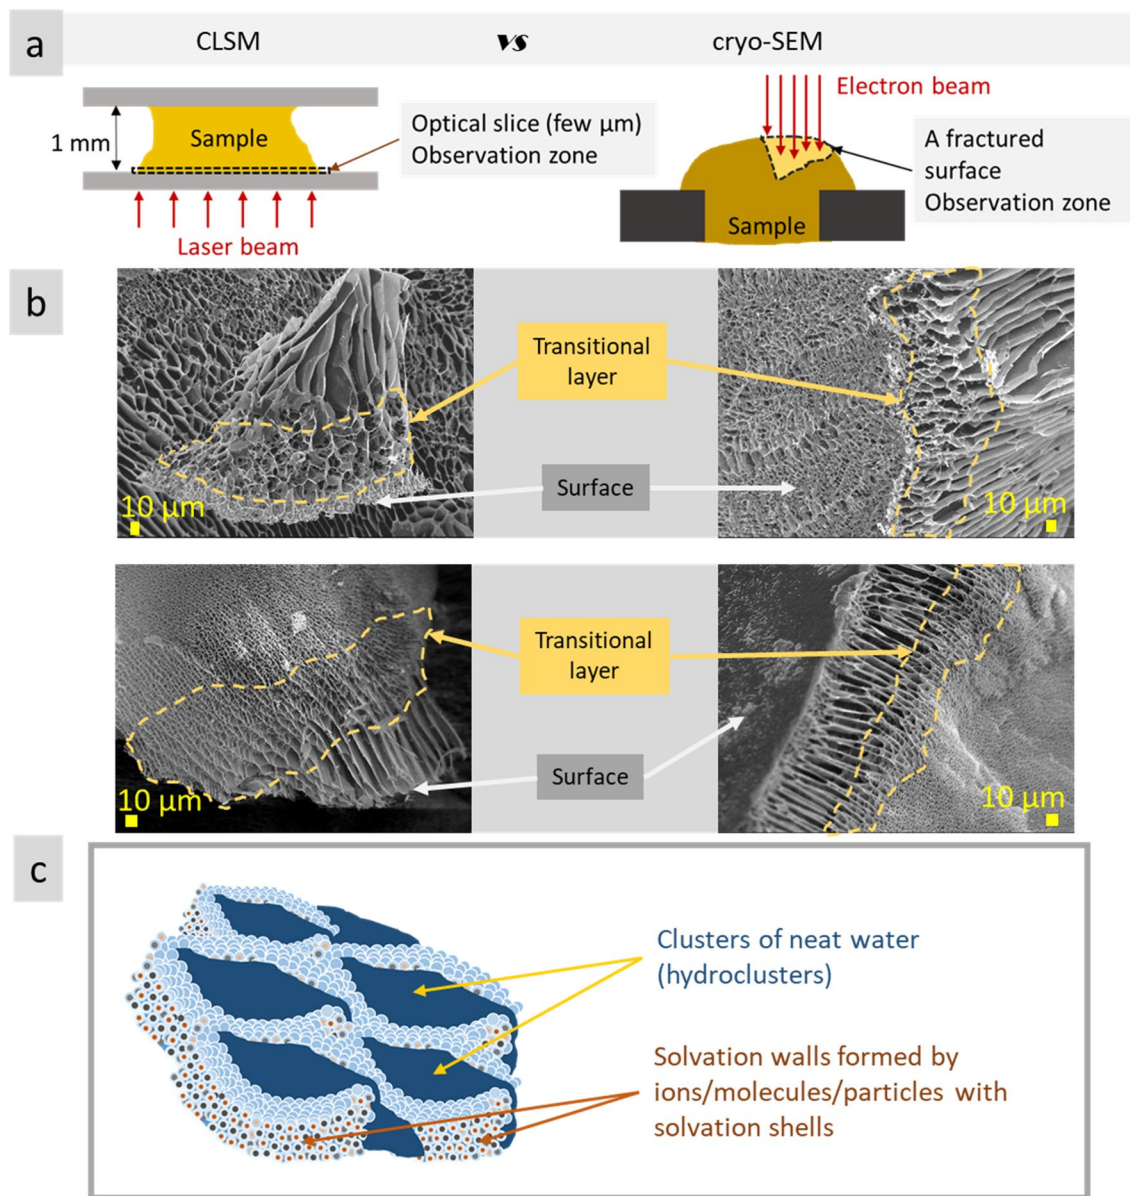 a
CLSM
vs
cryo-SEM
1 mm
Sample
Optical slice (few µm)
Observation zone
Laser beam
Electron beam
A fractured
surface
Observation zone
Sample
b
Transitional
layer
Surface
10 µm
10 µm
Transitional
layer
Surface
10 µm
10 µm
c
Clusters of neat water
(hydroclusters)
Solvation walls formed by
ions/molecules/particles with
solvation shells